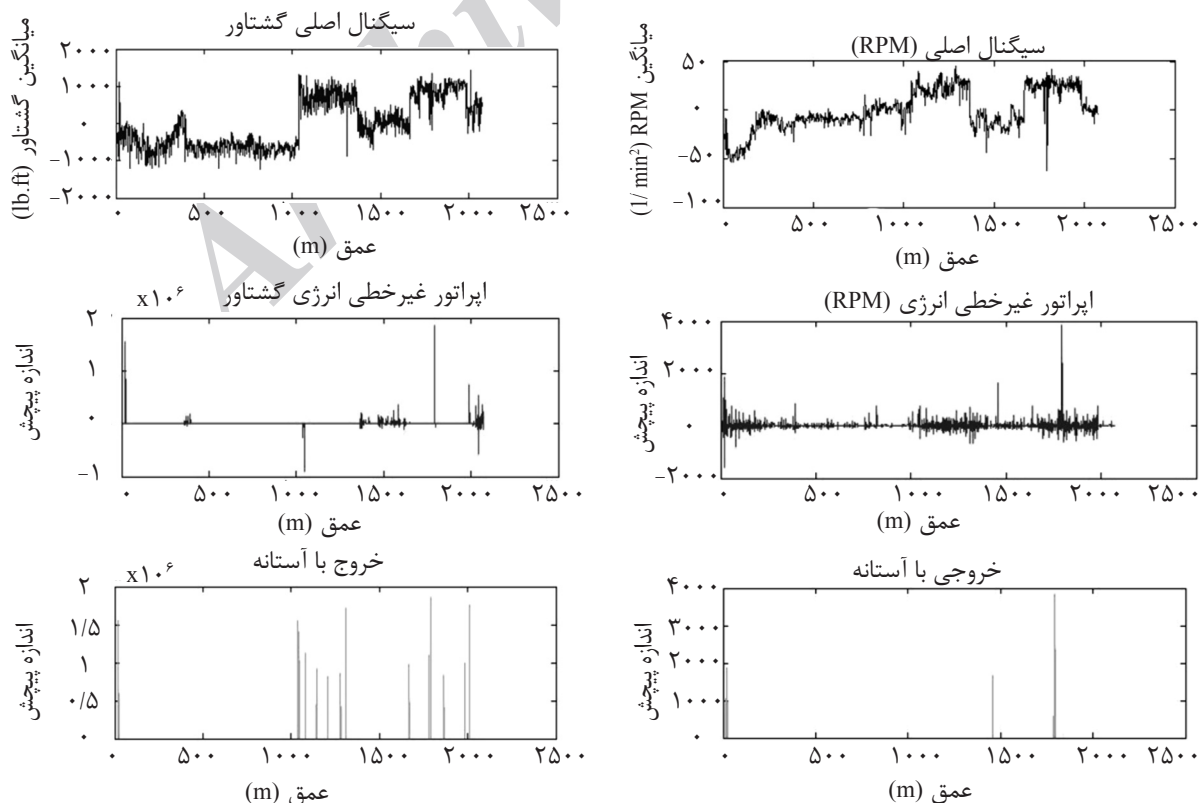 سیگنال اصلی گشتاور
میانگین گشتاور (lb.ft)
۲۰۰۰
۱۰۰۰
۰
−۱۰۰۰
−۲۰۰۰
۰ ۵۰۰ ۱۰۰۰ ۱۵۰۰ ۲۰۰۰ ۲۵۰۰
عمق (m)
سیگنال اصلی (RPM)
میانگین RPM (1/ min²)
۵۰
۰
−۵۰
−۱۰۰
۰ ۵۰۰ ۱۰۰۰ ۱۵۰۰ ۲۰۰۰ ۲۵۰۰
عمق (m)
اپراتور غیرخطی انرژی گشتاور
x۱۰⁶
اندازه پیچش
۲
۱
۰
−۱
۰ ۵۰۰ ۱۰۰۰ ۱۵۰۰ ۲۰۰۰ ۲۵۰۰
عمق (m)
اپراتور غیرخطی انرژی (RPM)
اندازه پیچش
۴۰۰۰
۲۰۰۰
۰
−۲۰۰۰
۰ ۵۰۰ ۱۰۰۰ ۱۵۰۰ ۲۰۰۰ ۲۵۰۰
عمق (m)
خروج با آستانه
x۱۰⁶
اندازه پیچش
۲
۱/۵
۱
۰/۵
۰
۰ ۵۰۰ ۱۰۰۰ ۱۵۰۰ ۲۰۰۰ ۲۵۰۰
عمق (m)
خروجی با آستانه
اندازه پیچش
۴۰۰۰
۳۰۰۰
۲۰۰۰
۱۰۰۰
۰
۰ ۵۰۰ ۱۰۰۰ ۱۵۰۰ ۲۰۰۰ ۲۵۰۰
عمق (m)